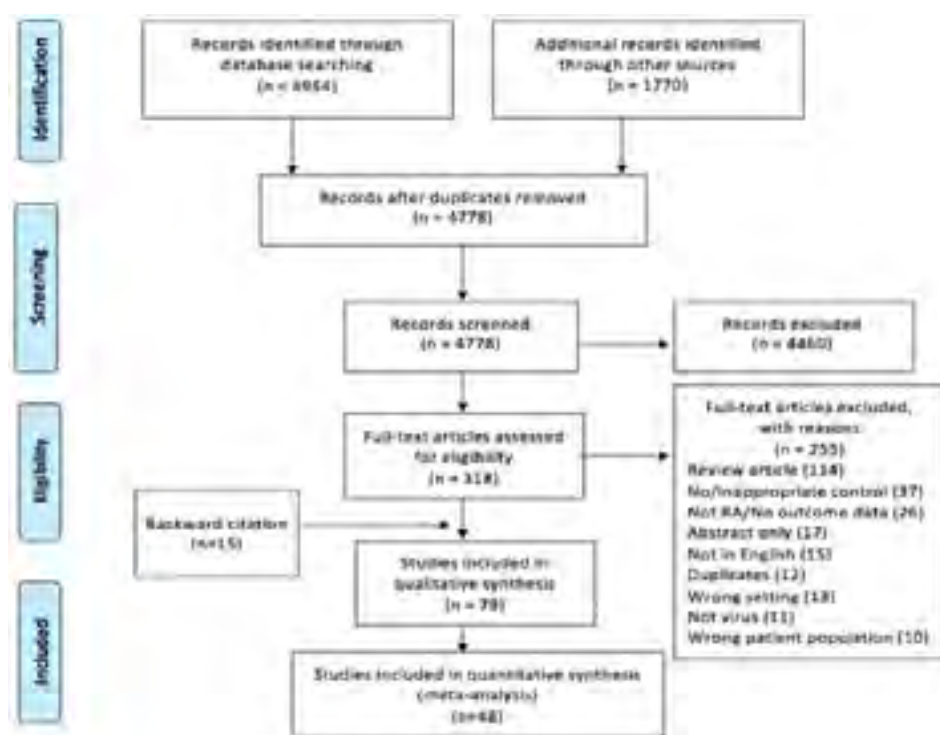 Identification
Records identified through
database searching
(n =
Additional records identified
through other sources
(n = 1770)
Records after duplicates removed
(n = 4778)
Screening
Records screened
(n = 4778)
Records excluded
(n = 4460)
Eligibility
Full-text articles assessed
for eligibility
(n = 318)
Full-text articles excluded,
with reasons
(n = 255)
Review article (114)
No/Inappropriate control (37)
Not RA/No outcome data (26)
Abstract only (17)
Not in English (15)
Duplicates (12)
Wrong setting (13)
Not virus (11)
Wrong patient population (10)
Backward citation
(n=15)
Included
Studies included in
qualitative synthesis
(n =
Studies included in quantitative synthesis
(meta-analysis)
(n=48)